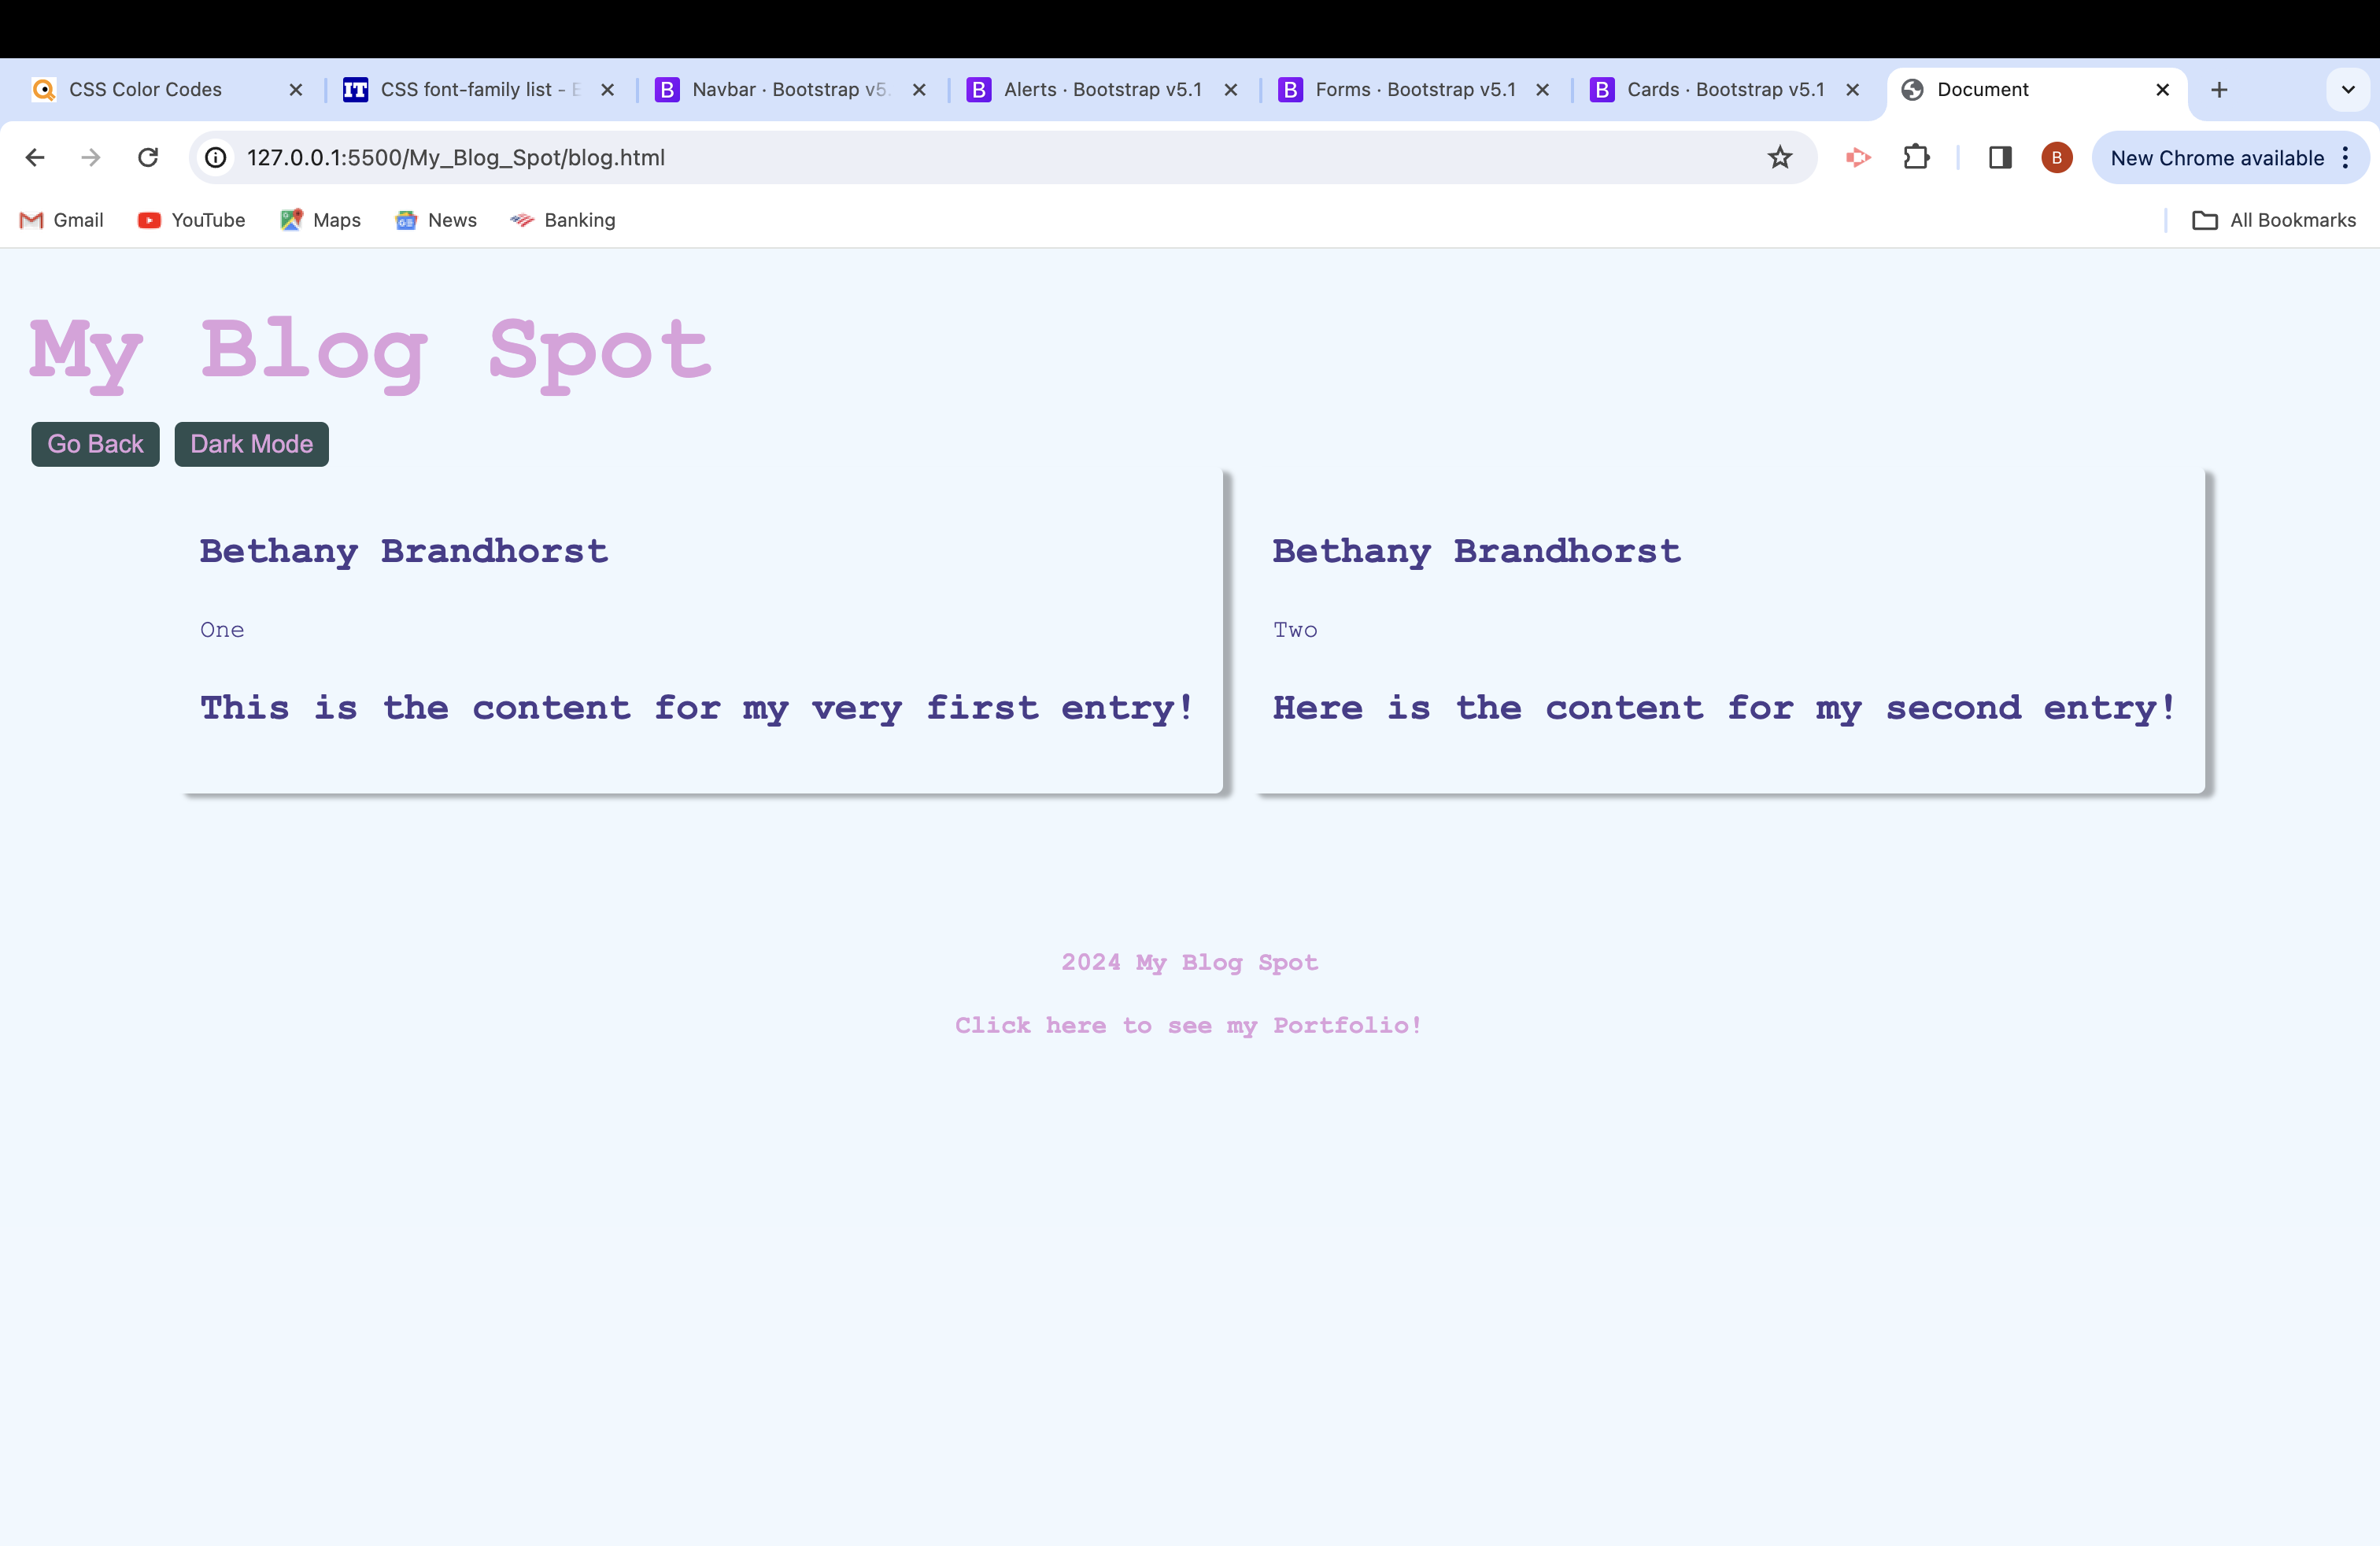 CSS Color Codes
IT CSS font-family list - E
B Navbar · Bootstrap v5.
B Alerts · Bootstrap v5.1
B Forms · Bootstrap v5.1
B Cards · Bootstrap v5.1
Document
127.0.0.1:5500/My_Blog_Spot/blog.html
B
New Chrome available
Gmail YouTube Maps News Banking All Bookmarks
My Blog Spot
Go Back Dark Mode
Bethany Brandhorst
One
This is the content for my very first entry!
Bethany Brandhorst
Two
Here is the content for my second entry!
2024 My Blog Spot
Click here to see my Portfolio!